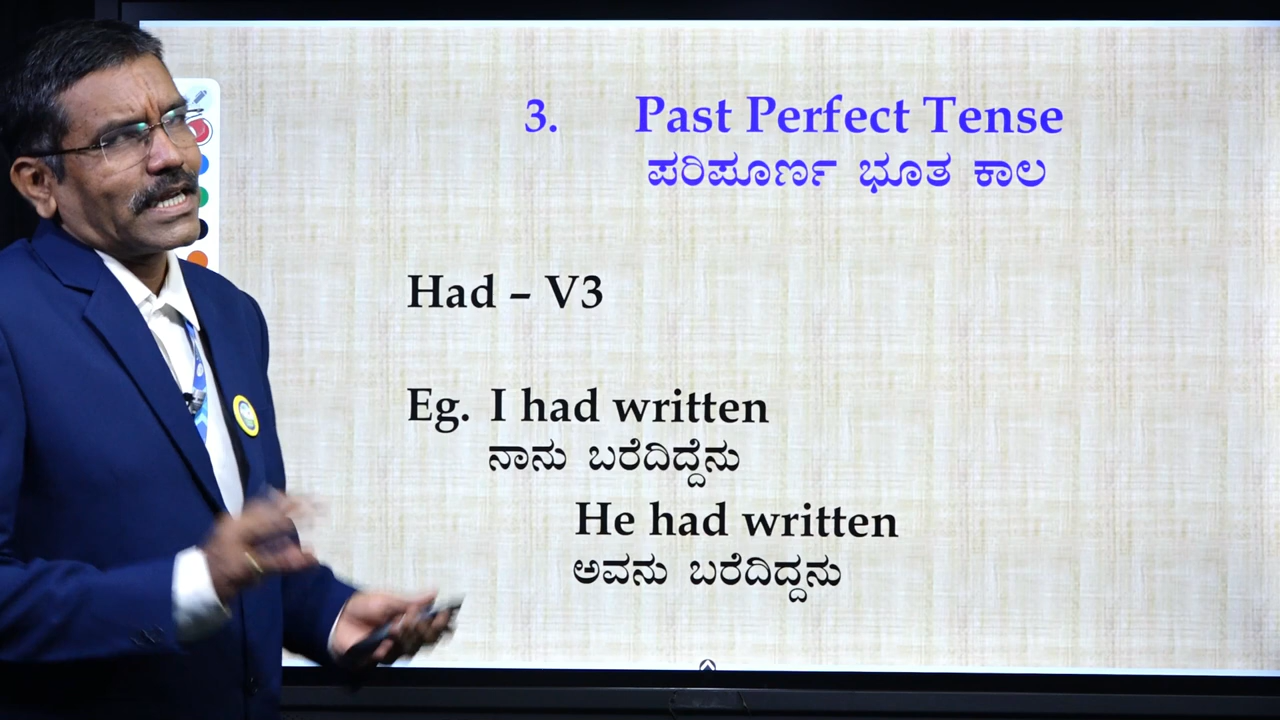 3. Past Perfect Tense
ಪರಿಪೂರ್ಣ ಭೂತ ಕಾಲ
Had – V3
Eg. I had written
ನಾನು ಬರೆದಿದ್ದೆನು
He had written
ಅವನು ಬರೆದಿದ್ದನು